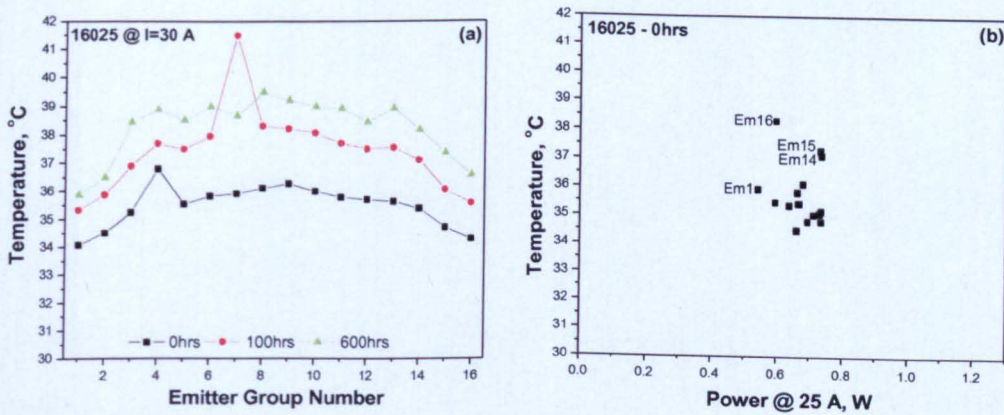 16025 @ I=30 A
(a)
42
41
40
39
38
37
36
35
34
33
32
31
30
Temperature, °C
0hrs 100hrs 600hrs
2 4 6 8 10 12 14 16
Emitter Group Number
16025 - 0hrs
(b)
42
41
40
39
38
37
36
35
34
33
32
31
30
Temperature, °C
Em16
Em15
Em14
Em1
0.0 0.2 0.4 0.6 0.8 1.0 1.2
Power @ 25 A, W